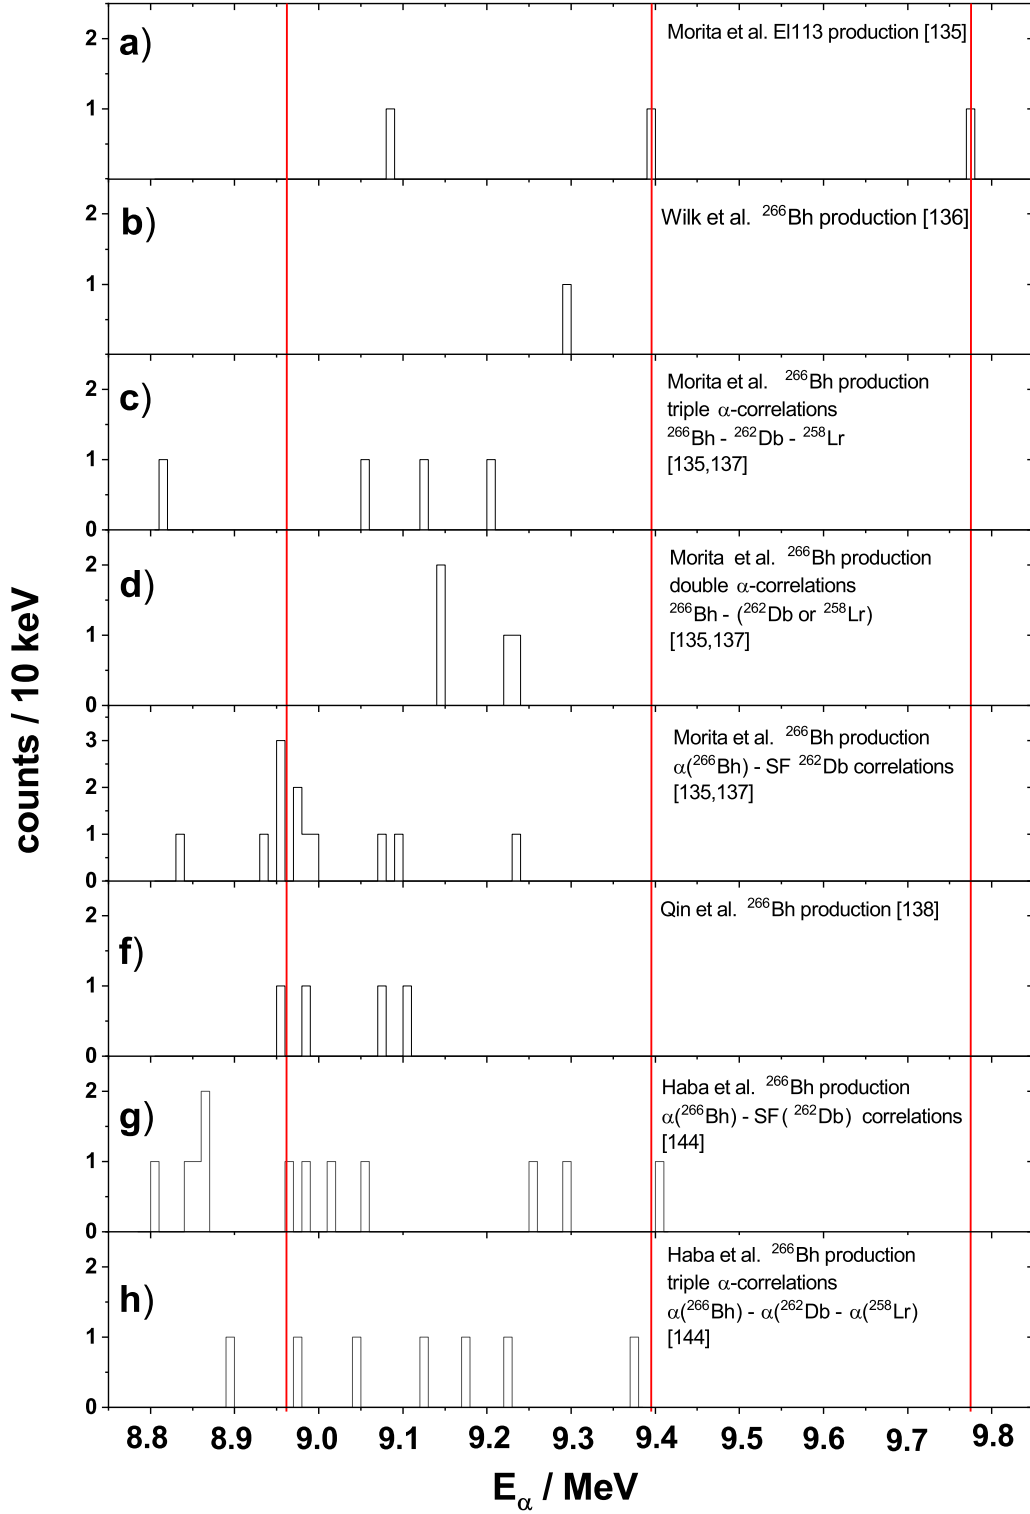 a)
Morita et al. El113 production [135]
2
1
b)
Wilk et al. ²⁶⁶Bh production [136]
2
1
c)
Morita et al. ²⁶⁶Bh production
triple α-correlations
²⁶⁶Bh - ²⁶²Db - ²⁵⁸Lr
[135,137]
2
1
0
d)
Morita et al. ²⁶⁶Bh production
double α-correlations
²⁶⁶Bh - (²⁶²Db or ²⁵⁸Lr)
[135,137]
2
1
0
Morita et al. ²⁶⁶Bh production
α(²⁶⁶Bh) - SF ²⁶²Db correlations
[135,137]
3
2
1
0
f)
Qin et al. ²⁶⁶Bh production [138]
2
1
0
g)
Haba et al. ²⁶⁶Bh production
α(²⁶⁶Bh) - SF( ²⁶²Db) correlations
[144]
2
1
0
h)
Haba et al. ²⁶⁶Bh production
triple α-correlations
α(²⁶⁶Bh) - α(²⁶²Db - α(²⁵⁸Lr)
[144]
2
1
0
8.8 8.9 9.0 9.1 9.2 9.3 9.4 9.5 9.6 9.7 9.8
Eα / MeV
counts / 10 keV